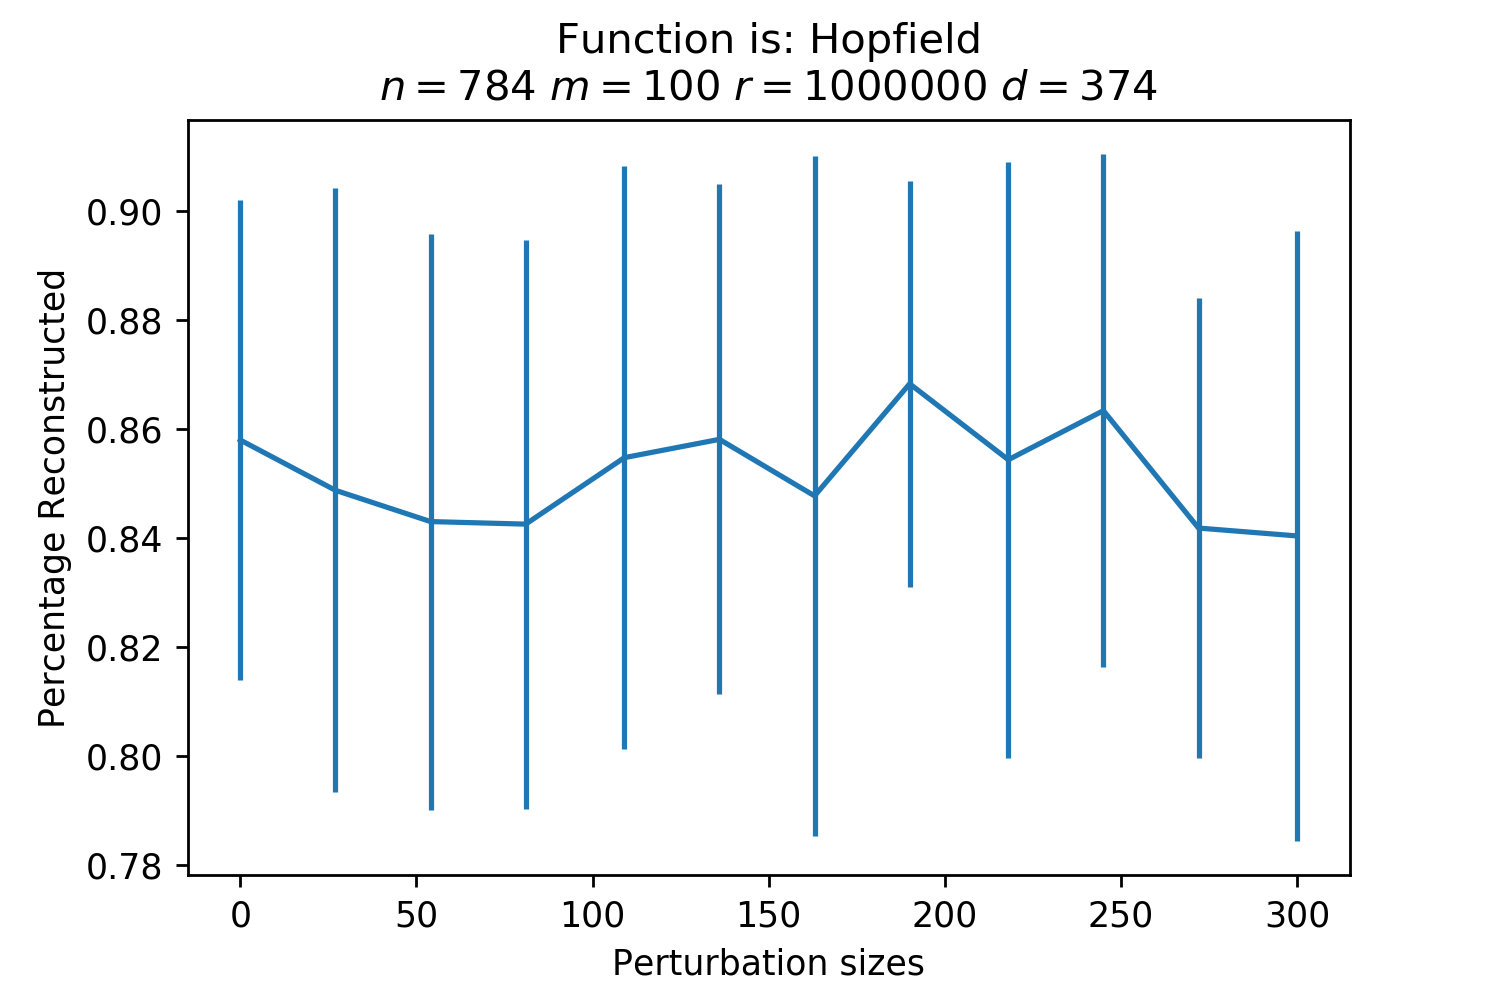 Function is: Hopfield
n = 784 m = 100 r = 1000000 d = 374
Percentage Reconstructed
0.90
0.88
0.86
0.84
0.82
0.80
0.78
0 50 100 150 200 250 300
Perturbation sizes